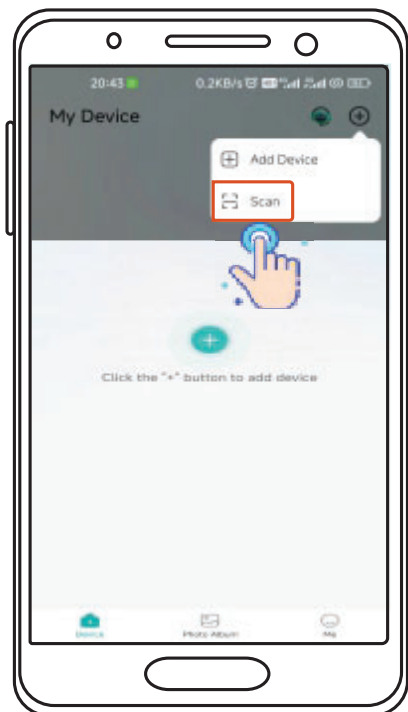 20:43 0.2KB/s
My Device
Add Device
Scan
Click the "+" button to add device
Device Photo Album Me